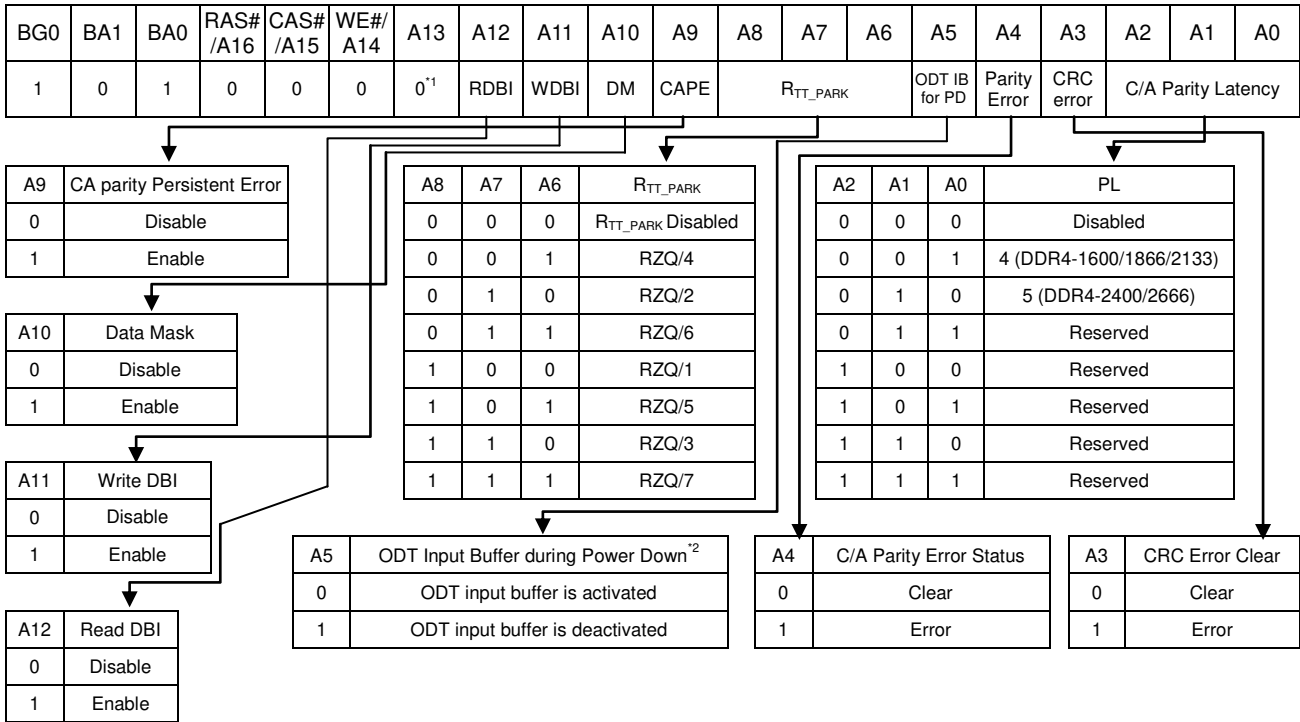 BG0 BA1 BA0 RAS#/A16 CAS#/A15 WE#/A14 A13 A12 A11 A10 A9 A8 A7 A6 A5 A4 A3 A2 A1 A0
1 0 1 0 0 0 0*1 RDBI WDBI DM CAPE RTT_PARK ODT IB for PD Parity Error CRC error C/A Parity Latency
A9 CA parity Persistent Error
0 Disable
1 Enable
A10 Data Mask
0 Disable
1 Enable
A11 Write DBI
0 Disable
1 Enable
A12 Read DBI
0 Disable
1 Enable
A8 A7 A6 RTT_PARK
0 0 0 RTT_PARK Disabled
0 0 1 RZQ/4
0 1 0 RZQ/2
0 1 1 RZQ/6
1 0 0 RZQ/1
1 0 1 RZQ/5
1 1 0 RZQ/3
1 1 1 RZQ/7
A2 A1 A0 PL
0 0 0 Disabled
0 0 1 4 (DDR4-1600/1866/2133)
0 1 0 5 (DDR4-2400/2666)
0 1 1 Reserved
1 0 0 Reserved
1 0 1 Reserved
1 1 0 Reserved
1 1 1 Reserved
A5 ODT Input Buffer during Power Down*2
0 ODT input buffer is activated
1 ODT input buffer is deactivated
A4 C/A Parity Error Status
0 Clear
1 Error
A3 CRC Error Clear
0 Clear
1 Error